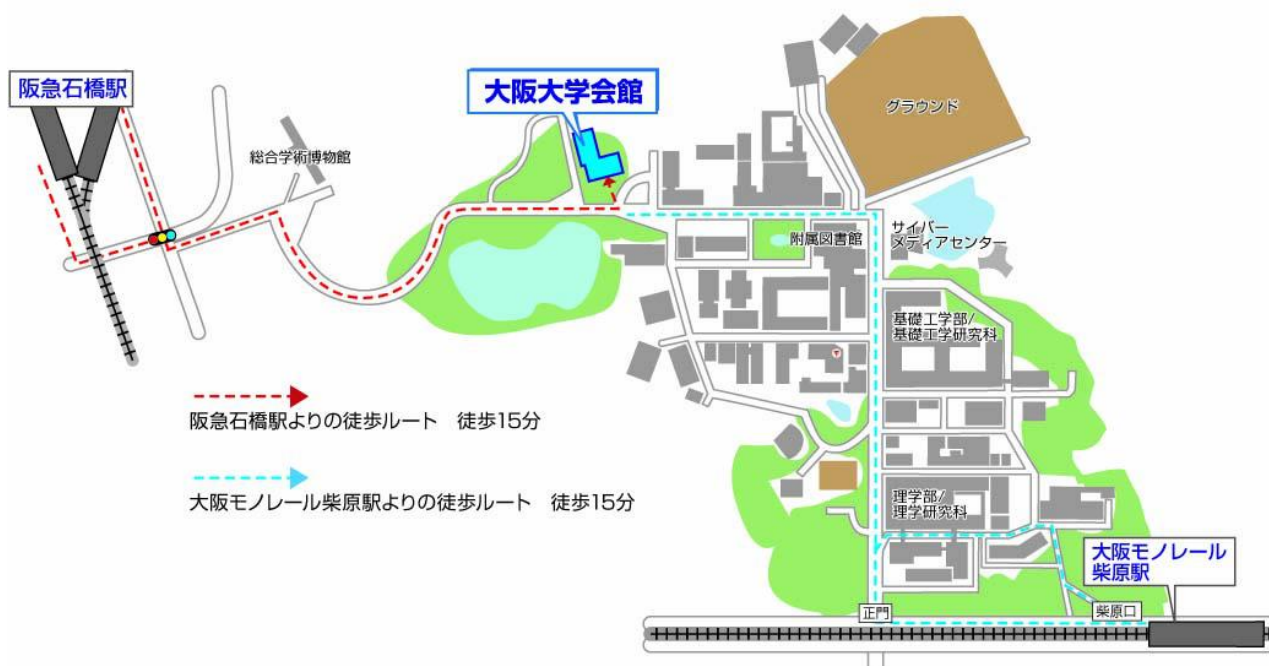 阪急石橋駅
大阪大学会館
グラウンド
総合学術博物館
附属図書館
サイバー
メディアセンター
基礎工学部/
基礎工学研究科
阪急石橋駅よりの徒歩ルート　徒歩15分
大阪モノレール柴原駅よりの徒歩ルート　徒歩15分
理学部/
理学研究科
大阪モノレール
柴原駅
正門
柴原口